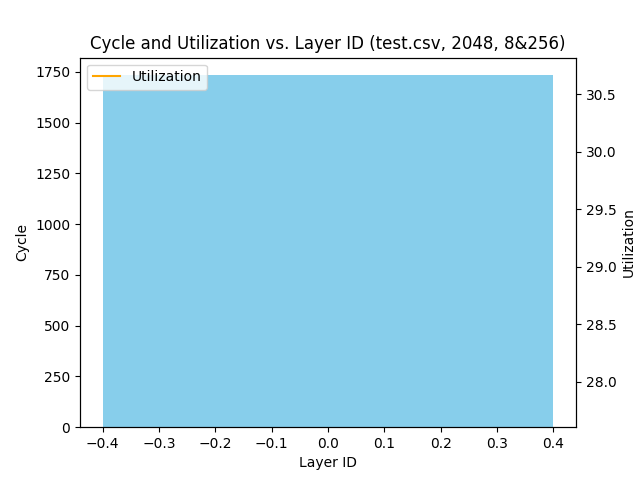 Cycle and Utilization vs. Layer ID (test.csv, 2048, 8&256)
Utilization
1750
1500
1250
1000
750
500
250
0
Cycle
30.5
30.0
29.5
29.0
28.5
28.0
Utilization
−0.4 −0.3 −0.2 −0.1 0.0 0.1 0.2 0.3 0.4
Layer ID